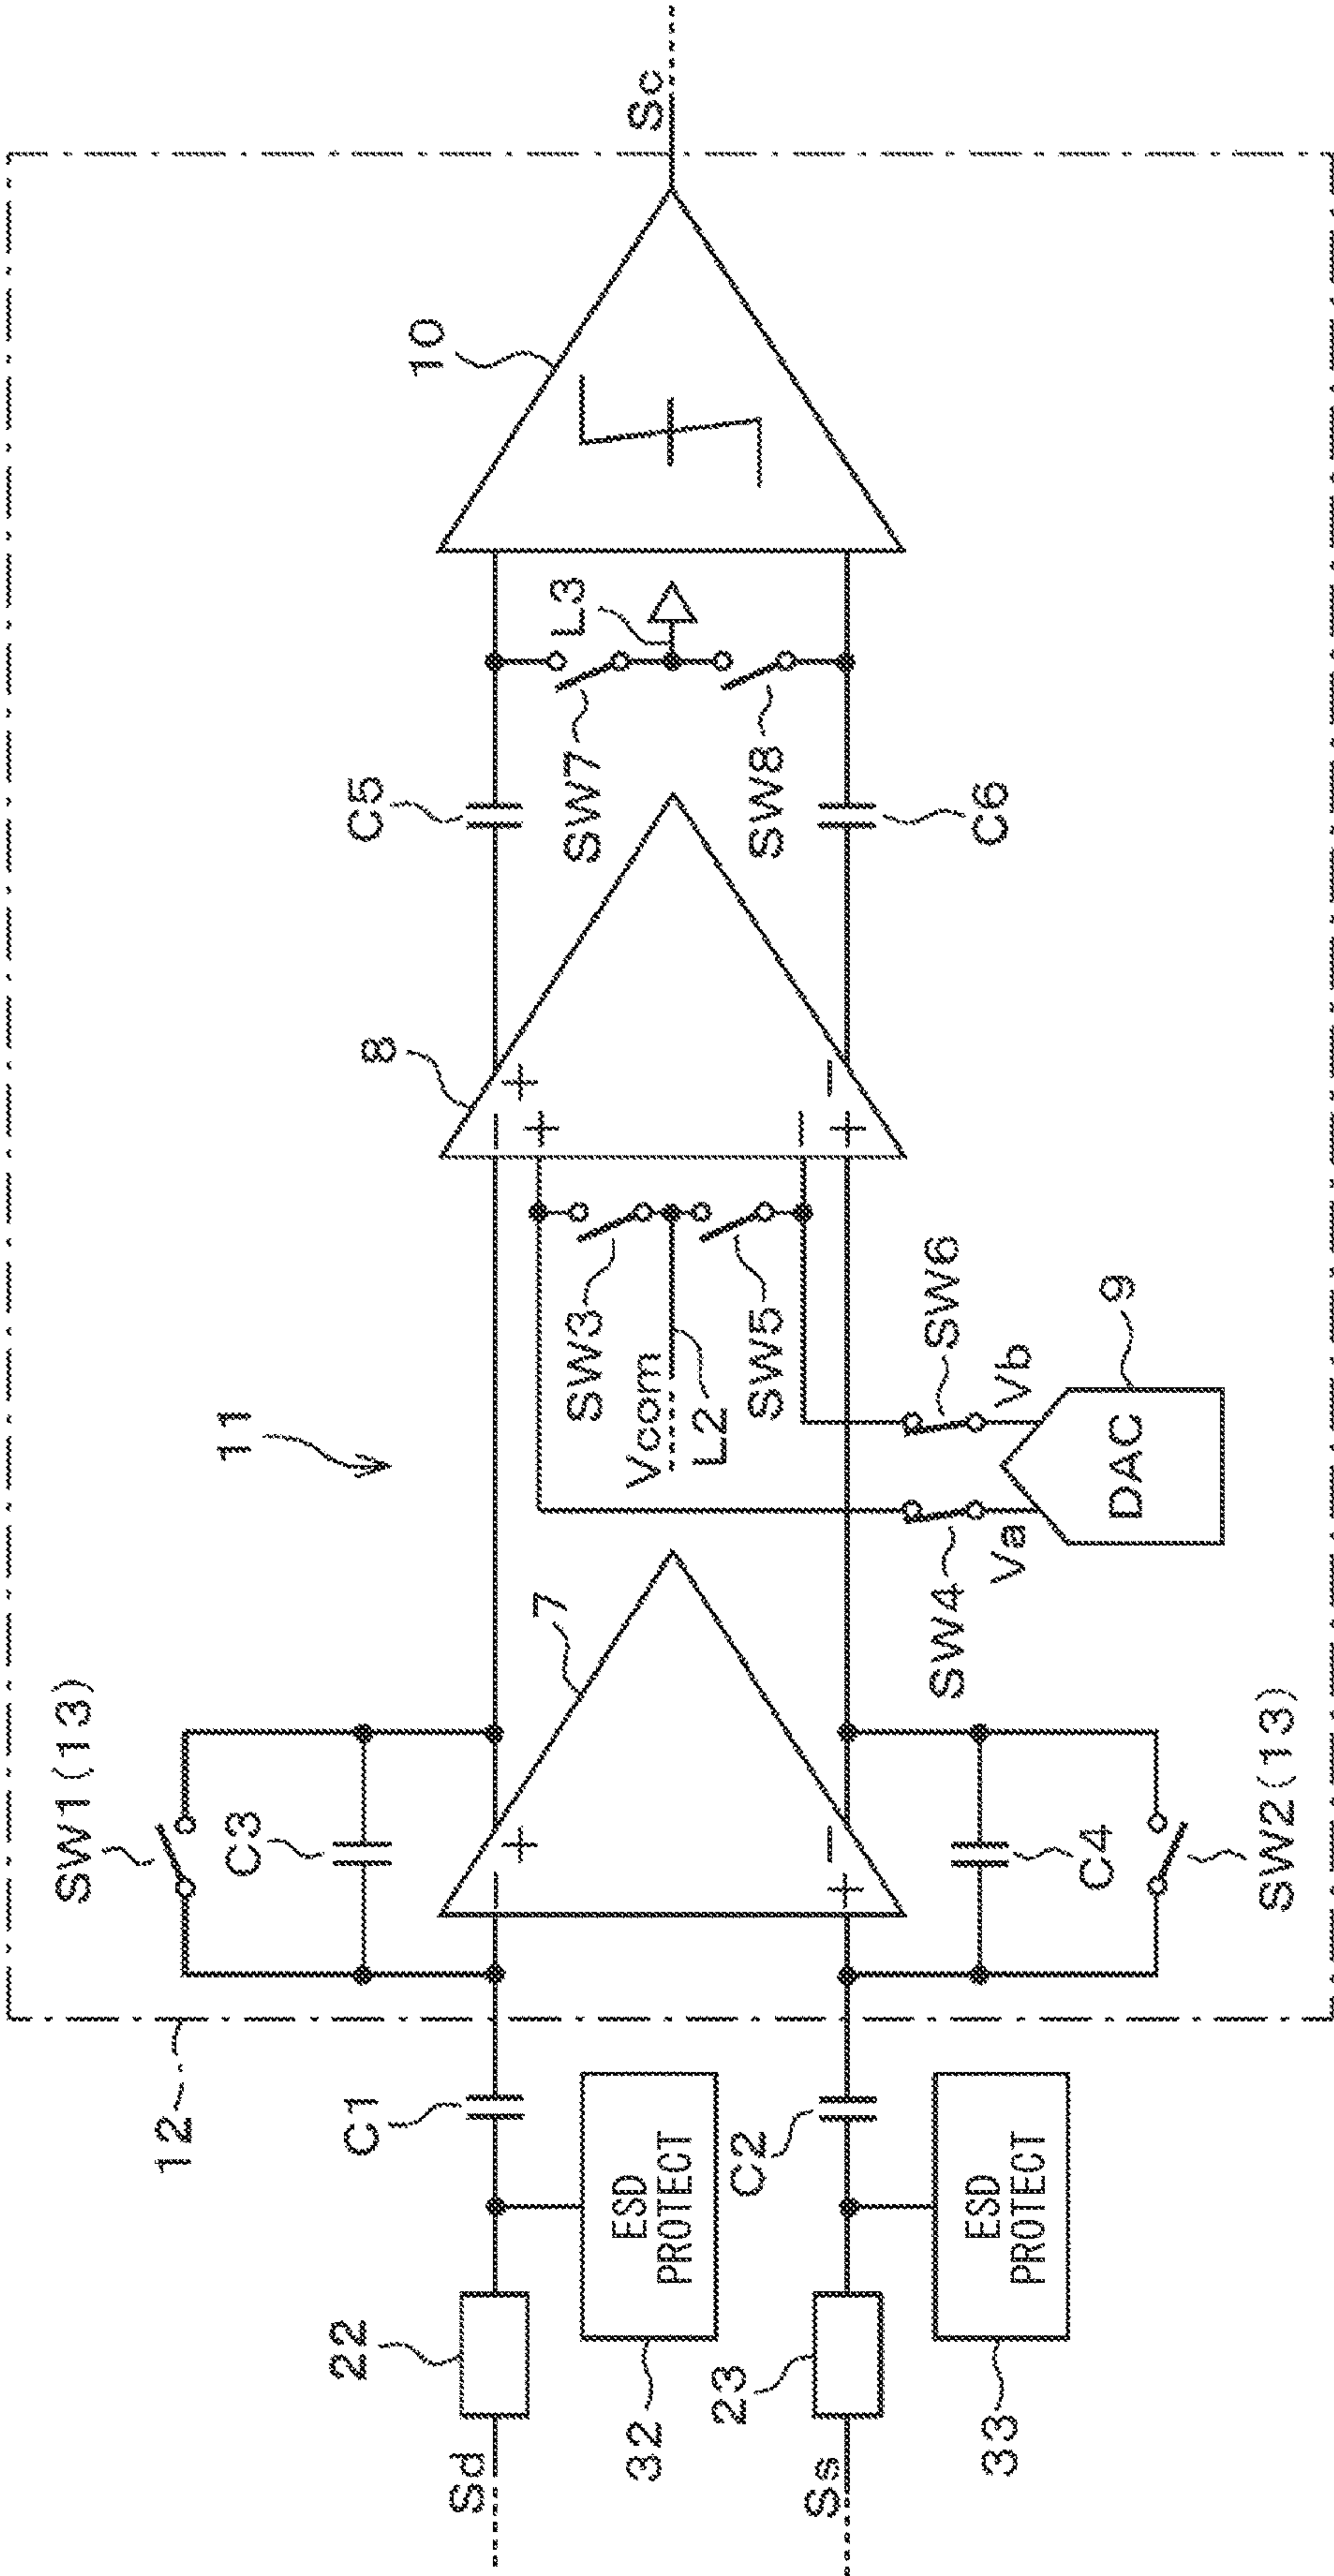 Sc
10
L3
SW7
SW8
C5
C6
8
+
−
−
+
−
+
SW3
SW5
Vcom
L2
SW6
SW4
Vb
Va
9
DAC
11
7
+
−
−
+
SW1(13)
C3
C4
SW2(13)
12
C1
C2
ESD
PROTECT
ESD
PROTECT
22
23
32
33
Sd
Ss